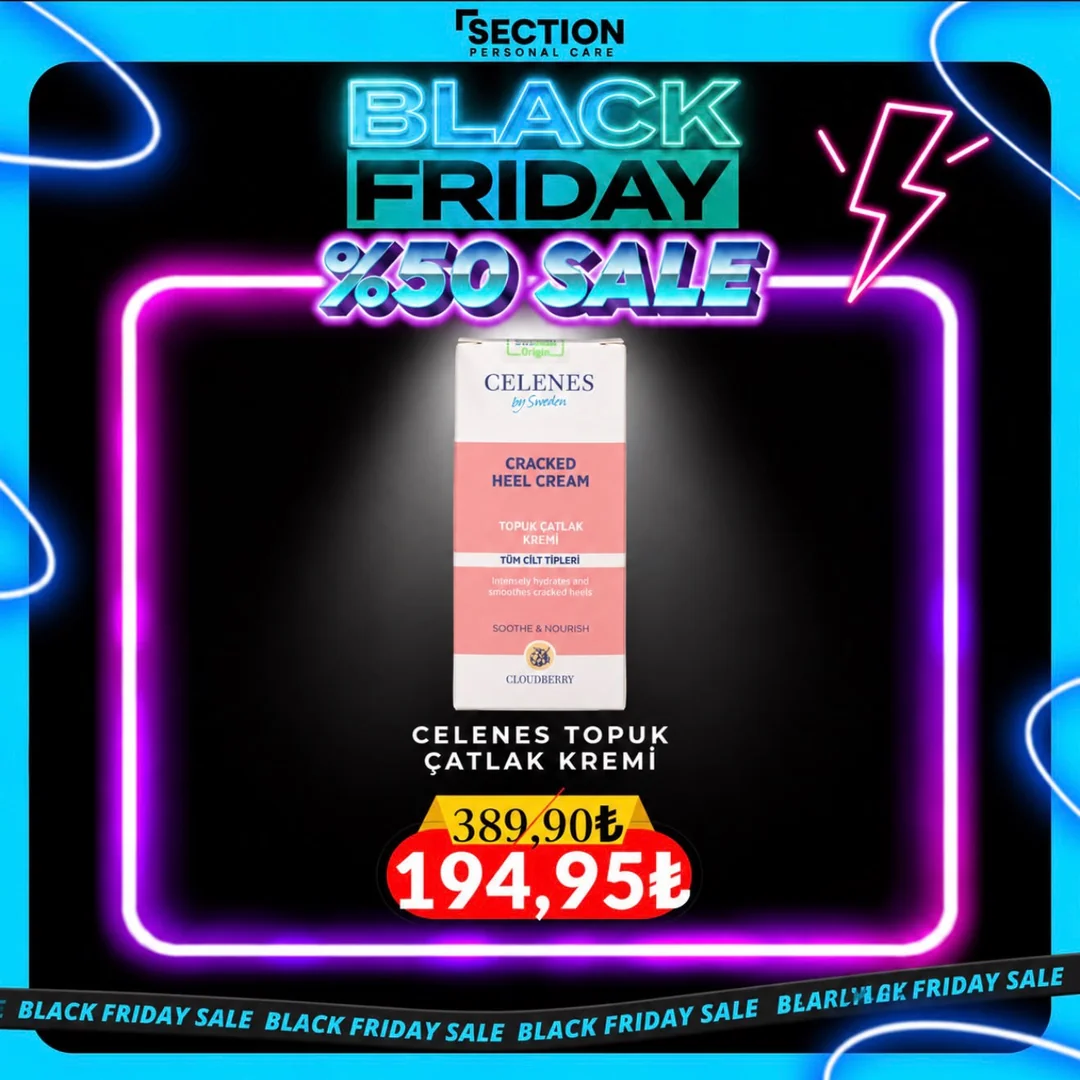 SECTION
PERSONAL CARE
BLACK
FRIDAY
%50 SALE
Origin
CELENES
by Sweden
CRACKED
HEEL CREAM
TOPUK ÇATLAK
KREMİ
TÜM CİLT TİPLERİ
Intensely hydrates and
smoothes cracked heels
SOOTHE & NOURISH
CLOUDBERRY
CELENES TOPUK
ÇATLAK KREMİ
389,90₺
194,95₺
BLACK FRIDAY SALE BLACK FRIDAY SALE BLACK FRIDAY SALE FRIDAY SALE